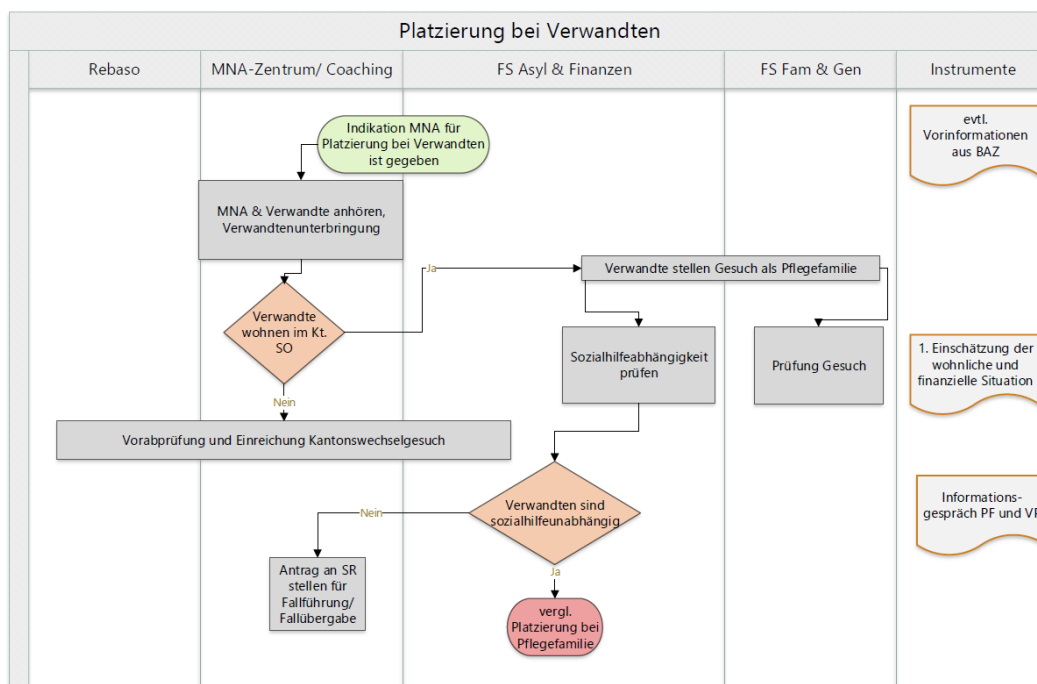 Platzierung bei Verwandten
Rebaso
MNA-Zentrum/ Coaching
FS Asyl & Finanzen
FS Fam & Gen
Instrumente
Indikation MNA für
Platzierung bei Verwandten
ist gegeben
evtl.
Vorinformationen
aus BAZ
MNA & Verwandte anhören,
Verwandtenunterbringung
Ja
Verwandte stellen Gesuch als Pflegefamilie
Verwandte
wohnen im Kt.
SO
Sozialhilfeabhängigkeit
prüfen
Prüfung Gesuch
1. Einschätzung der
wohnliche und
finanzielle Situation
Nein
Vorabprüfung und Einreichung Kantonswechselgesuch
Verwandten sind
sozialhilfeunabhängig
Nein
Informations-
gespräch PF und VP
Antrag an SR
stellen für
Fallführung/
Fallübergabe
Ja
vergl.
Platzierung bei
Pflegefamilie